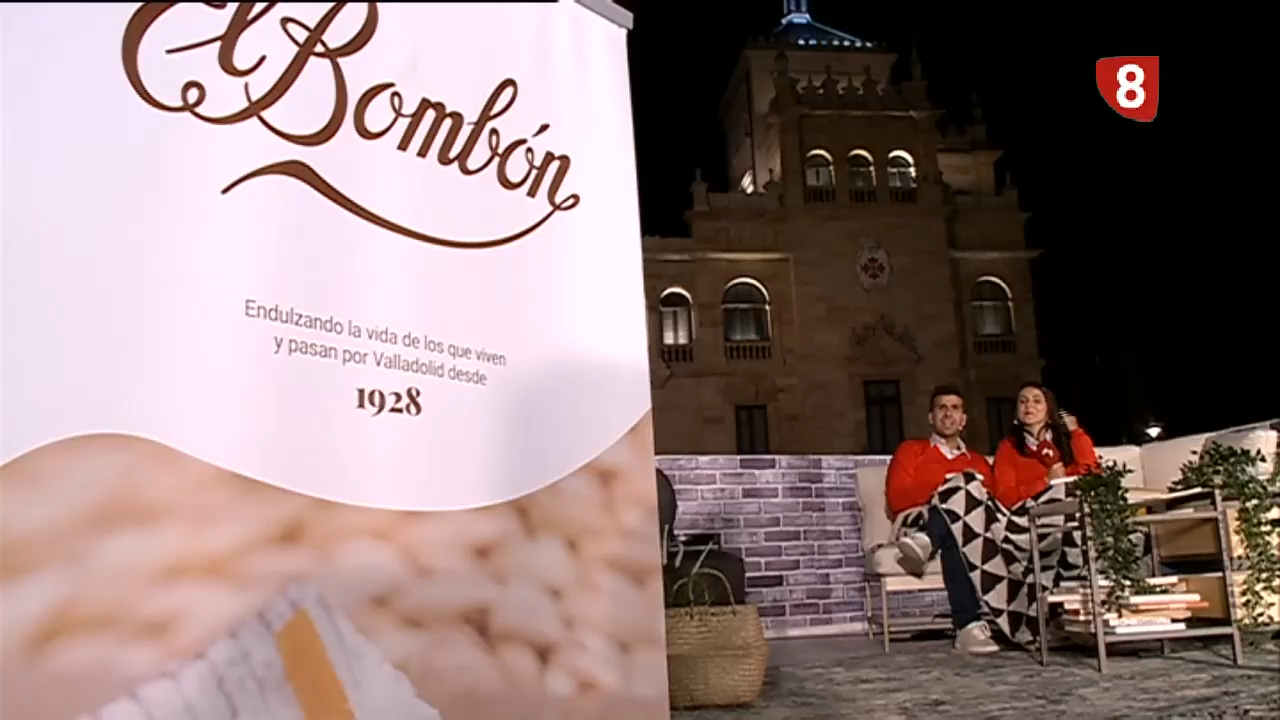 El Bombón
Endulzando la vida de los que viven
y pasan por Valladolid desde
1928
8